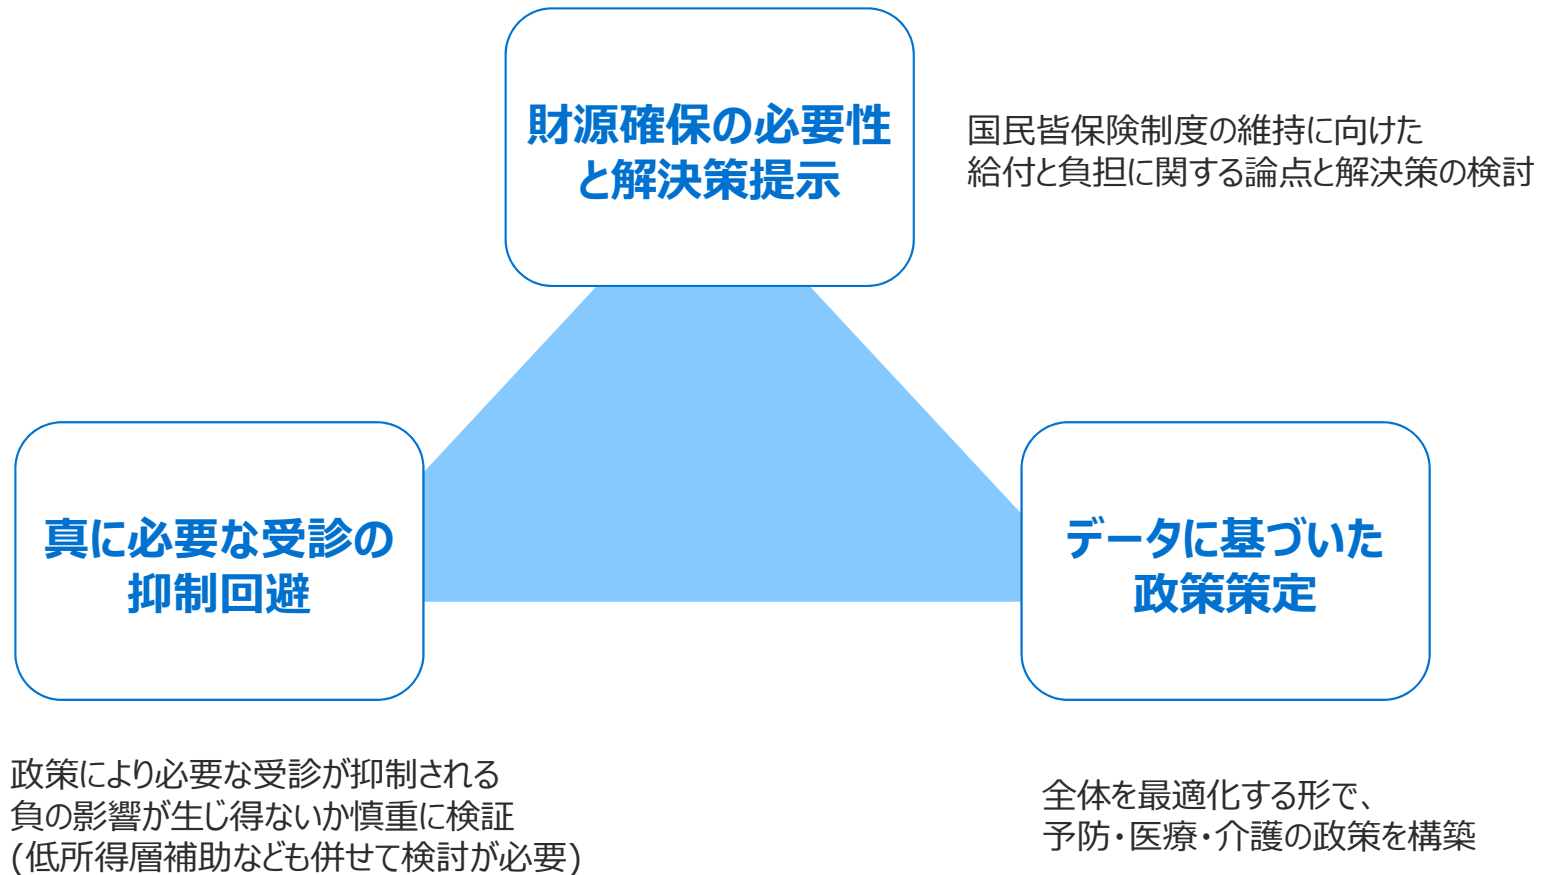 財源確保の必要性
と解決策提示
国民皆保険制度の維持に向けた
給付と負担に関する論点と解決策の検討
真に必要な受診の
抑制回避
データに基づいた
政策策定
政策により必要な受診が抑制される
負の影響が生じ得ないか慎重に検証
(低所得層補助なども併せて検討が必要)
全体を最適化する形で、
予防・医療・介護の政策を構築